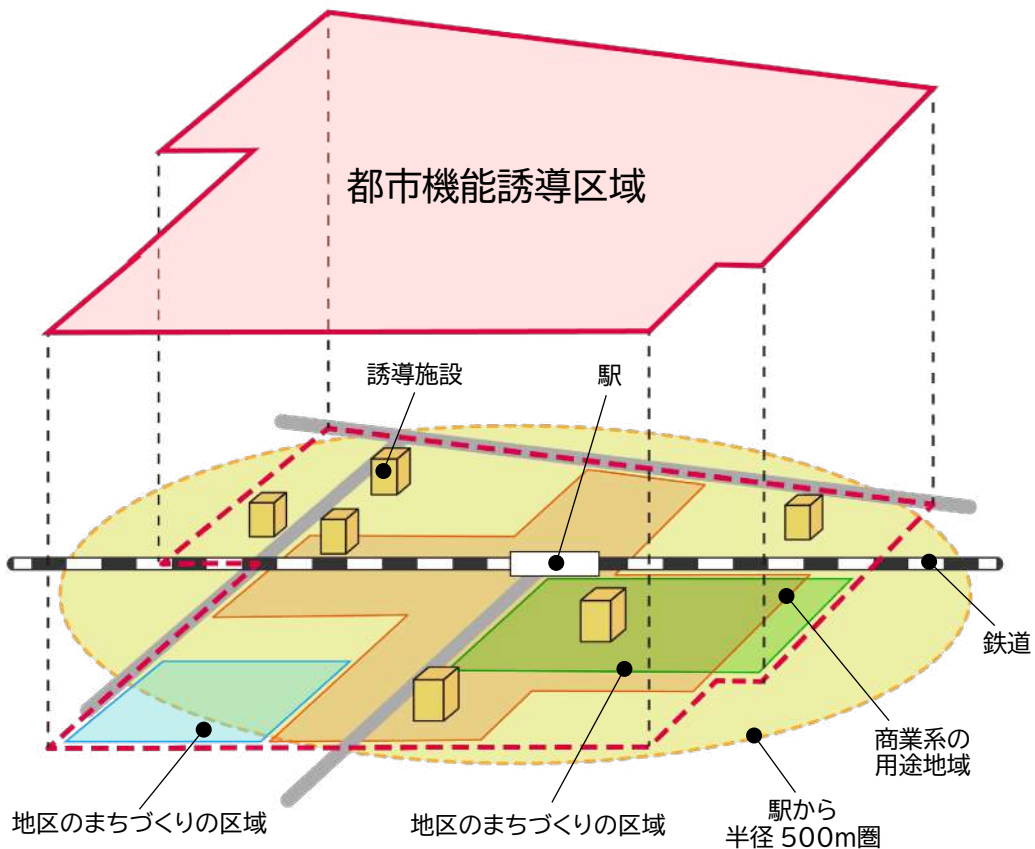 都市機能誘導区域
誘導施設
駅
鉄道
商業系の
用途地域
地区のまちづくりの区域
地区のまちづくりの区域
駅から
半径 500m圏